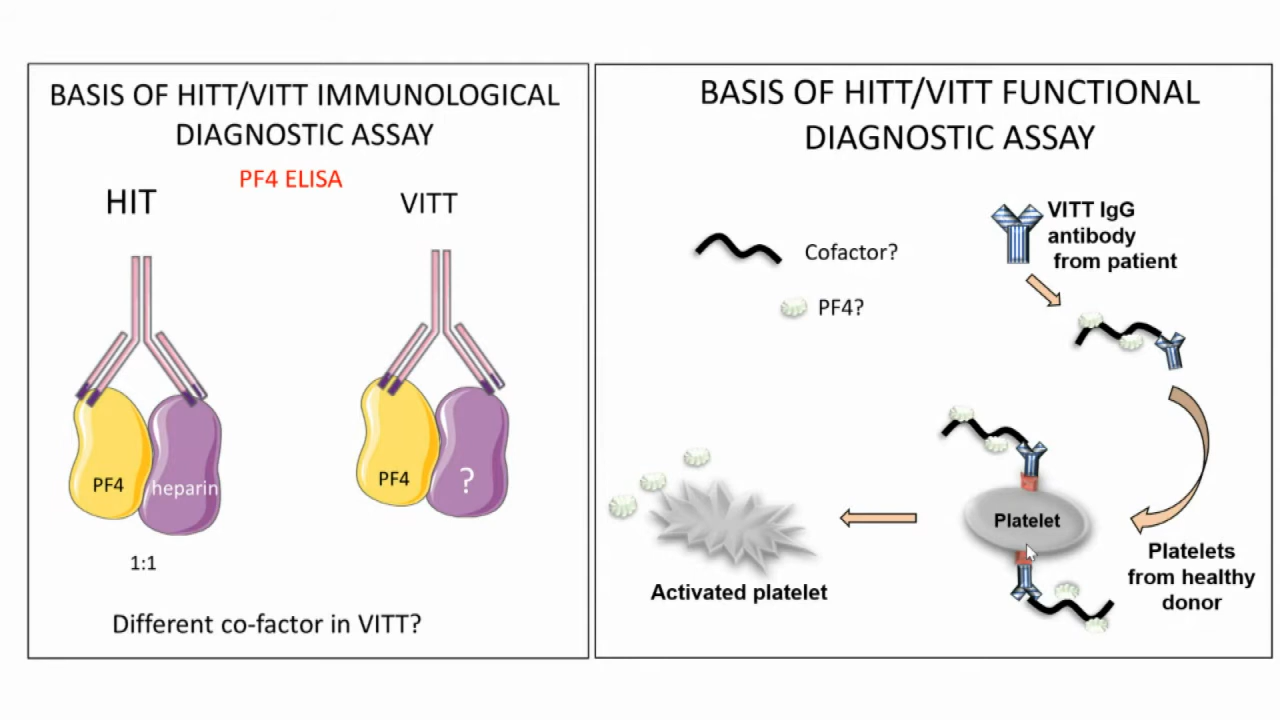 BASIS OF HITT/VITT IMMUNOLOGICAL
DIAGNOSTIC ASSAY
PF4 ELISA
HIT
VITT
PF4
heparin
PF4
?
1:1
Different co-factor in VITT?
BASIS OF HITT/VITT FUNCTIONAL
DIAGNOSTIC ASSAY
VITT IgG
antibody
from patient
Cofactor?
PF4?
Platelet
Activated platelet
Platelets
from healthy
donor